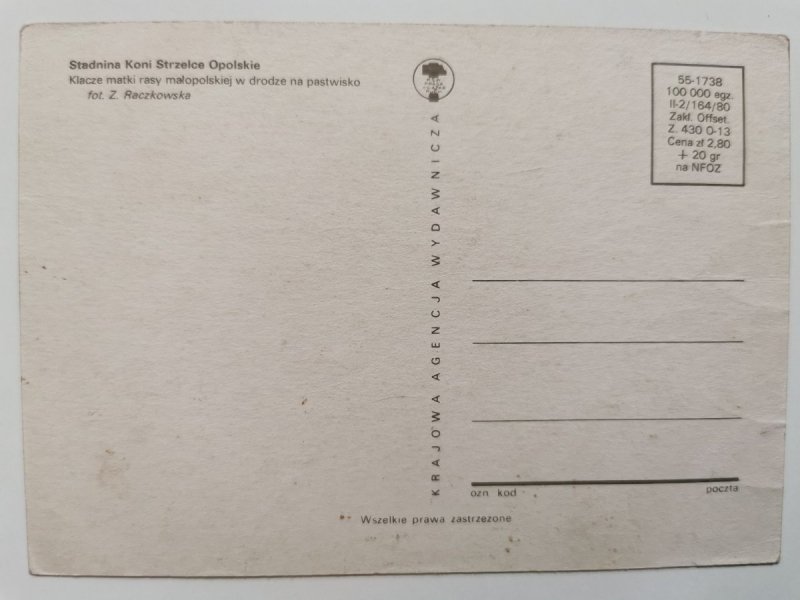 Stadnina Koni Strzelce Opolskie
Klacze matki rasy małopolskiej w drodze na pastwisko
fot. Z. Raczkowska
KRAJOWA AGENCJA WYDAWNICZA
55-1738
100 000 egz.
II-2/164/80
Zakł. Offset.
Z. 430 O-13
Cena zł 2,80
+ 20 gr
na NFOZ
ozn. kod
poczta
Wszelkie prawa zastrzeżone